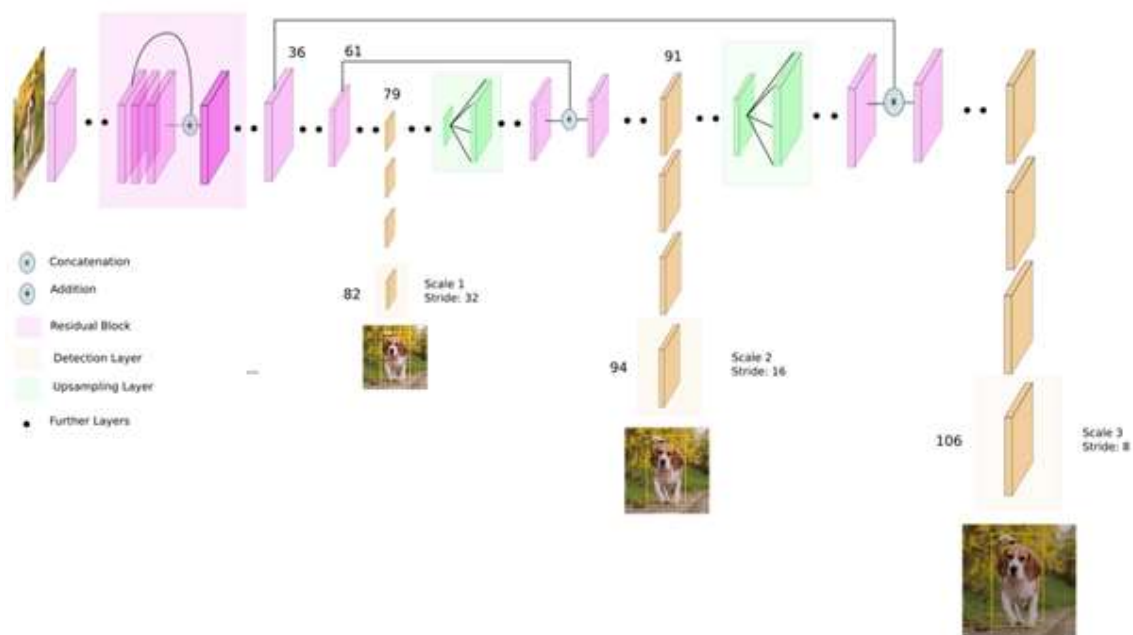 36
61
91
79
Concatenation
Addition
82
Scale 1
Stride: 32
Residual Block
Detection Layer
94
Scale 2
Stride: 16
Upsampling Layer
Further Layers
106
Scale 3
Stride: 8